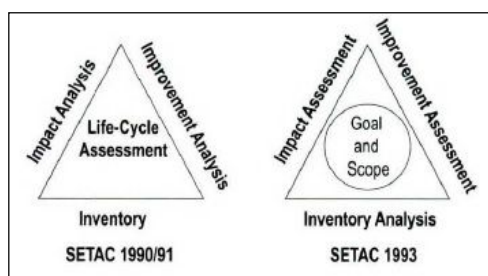 Impact Analysis
Improvement Analysis
Life-Cycle
Assessment
Inventory
SETAC 1990/91
Impact Assessment
Improvement Assessment
Goal
and
Scope
Inventory Analysis
SETAC 1993